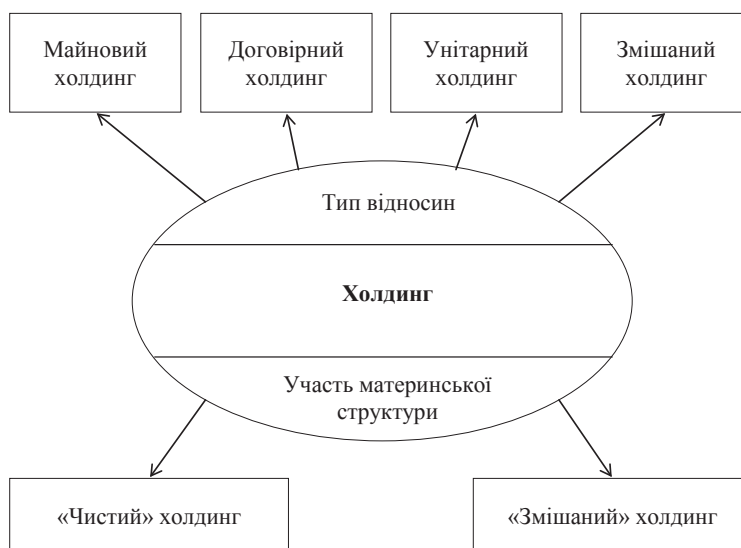 Майновий
холдинг
Договірний
холдинг
Унітарний
холдинг
Змішаний
холдинг
Тип відносин
Холдинг
Участь материнської
структури
«Чистий» холдинг
«Змішаний» холдинг